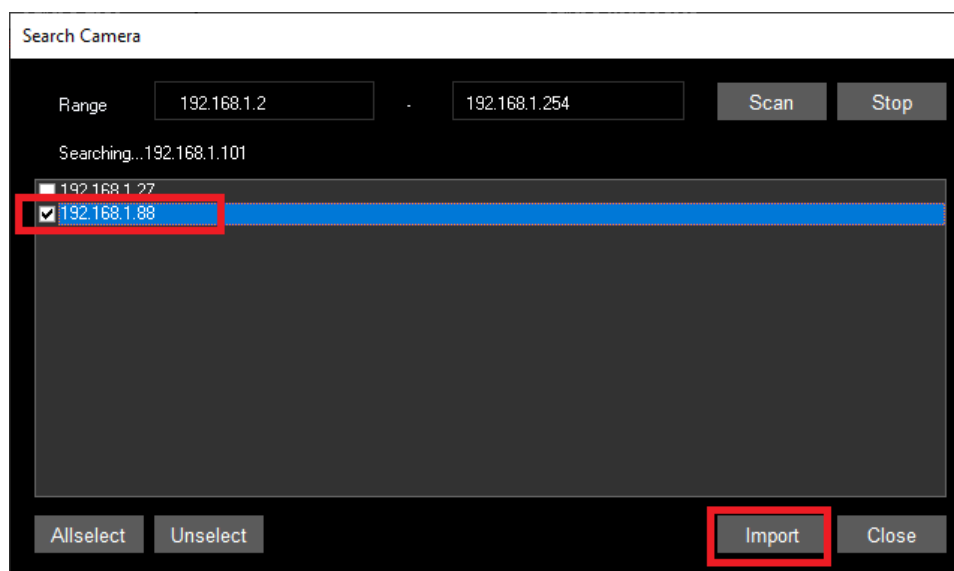 Search Camera
Range 192.168.1.2 - 192.168.1.254 Scan Stop
Searching...192.168.1.101
192.168.1.27
192.168.1.88
Allselect Unselect Import Close